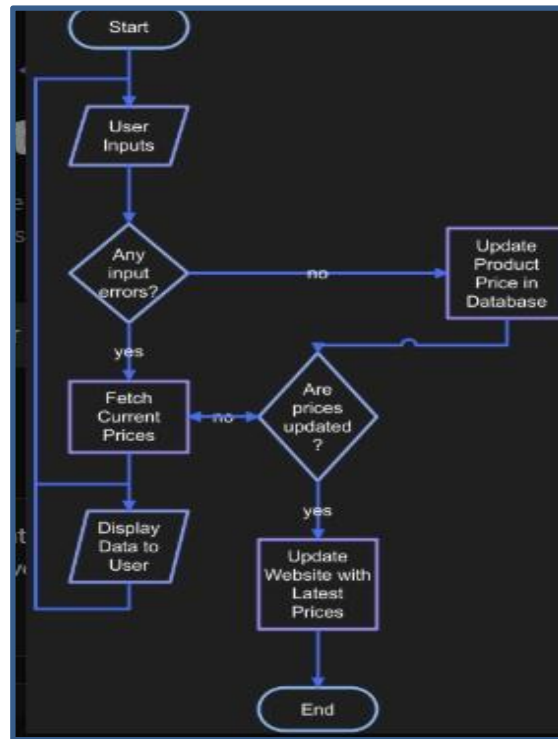 Start
User
Inputs
Any
input
errors?
no
Update
Product
Price in
Database
yes
Fetch
Current
Prices
no
Are
prices
updated
?
Display
Data to
User
yes
Update
Website with
Latest
Prices
End